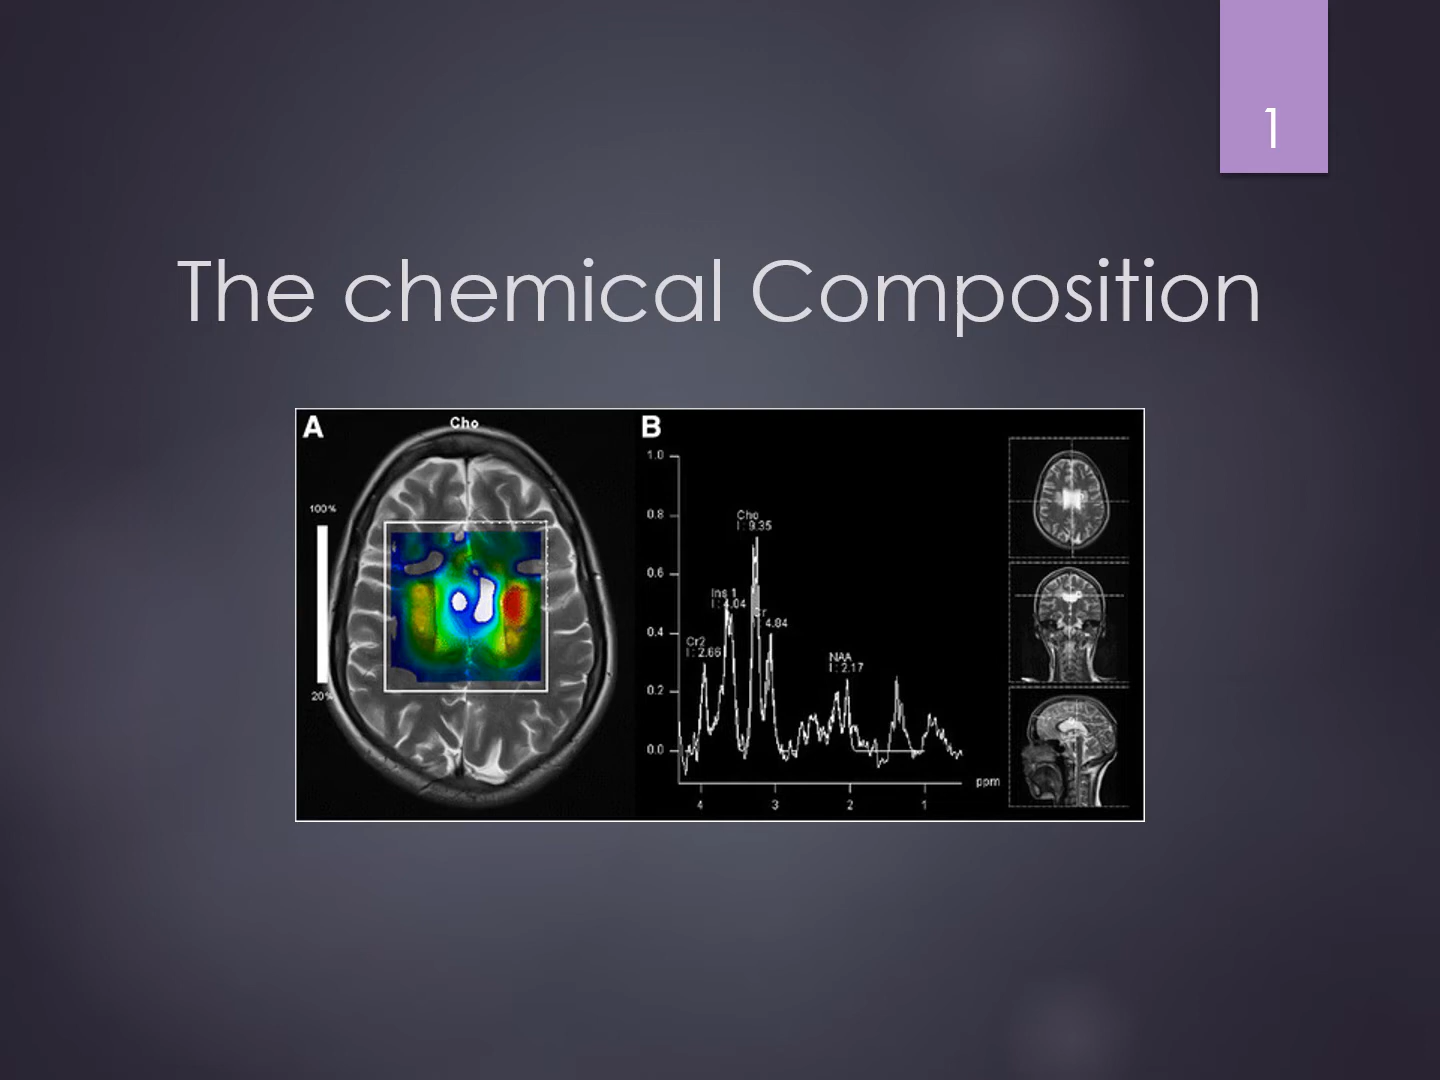 1
The chemical Composition
A
Cho
100%
20%
B
1.0
0.8
0.6
0.4
0.2
0.0
Cho
I: 9.35
Ins 1
I: 4.04
Cr
4.84
Cr2
I: 2.66
NAA
I: 2.17
ppm
4 3 2 1